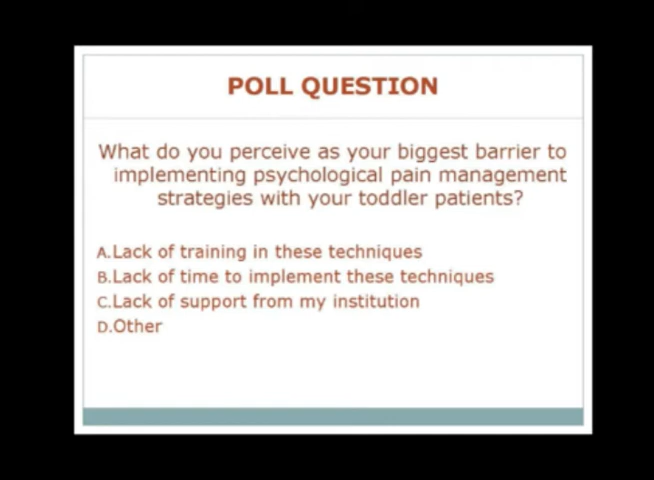 POLL QUESTION
What do you perceive as your biggest barrier to
implementing psychological pain management
strategies with your toddler patients?
A.Lack of training in these techniques
B.Lack of time to implement these techniques
C.Lack of support from my institution
D.Other